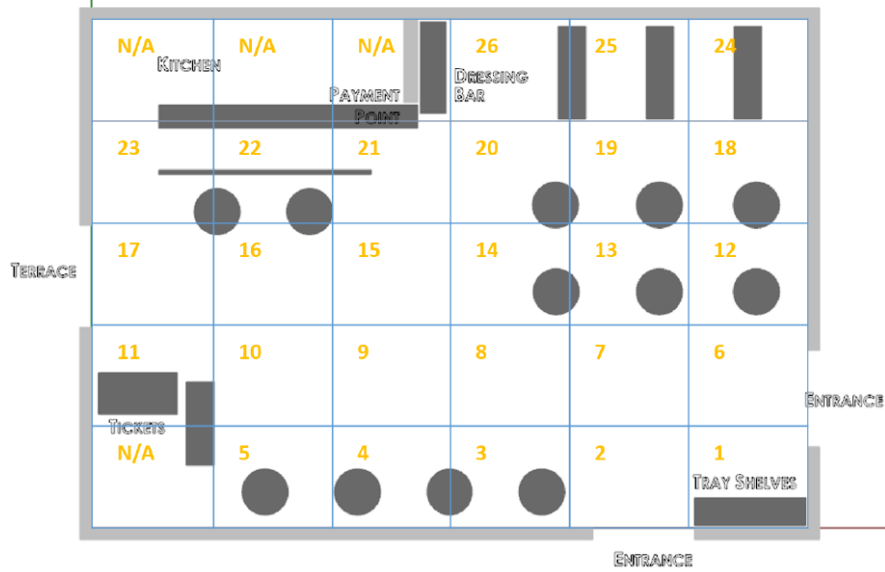 N/A
N/A
N/A
26
25
24
KITCHEN
PAYMENT
POINT
DRESSING
BAR
23
22
21
20
19
18
17
16
15
14
13
12
TERRACE
11
10
9
8
7
6
ENTRANCE
TICKETS
N/A
5
4
3
2
1
TRAY SHELVES
ENTRANCE